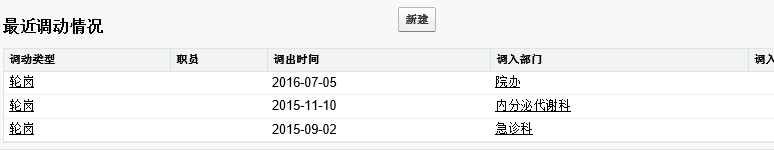 新建
最近调动情况
调动类型 职员 调出时间 调入部门 调入
轮岗 2016-07-05 院办
轮岗 2015-11-10 内分泌代谢科
轮岗 2015-09-02 急诊科